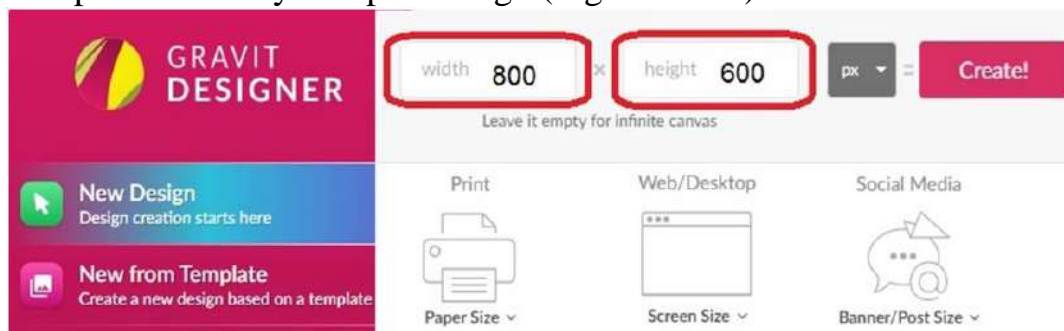 GRAVIT
DESIGNER
width 800 × height 600 px = Create!
Leave it empty for infinite canvas
New Design
Design creation starts here
New from Template
Create a new design based on a template
Print
Web/Desktop
Social Media
Paper Size
Screen Size
Banner/Post Size